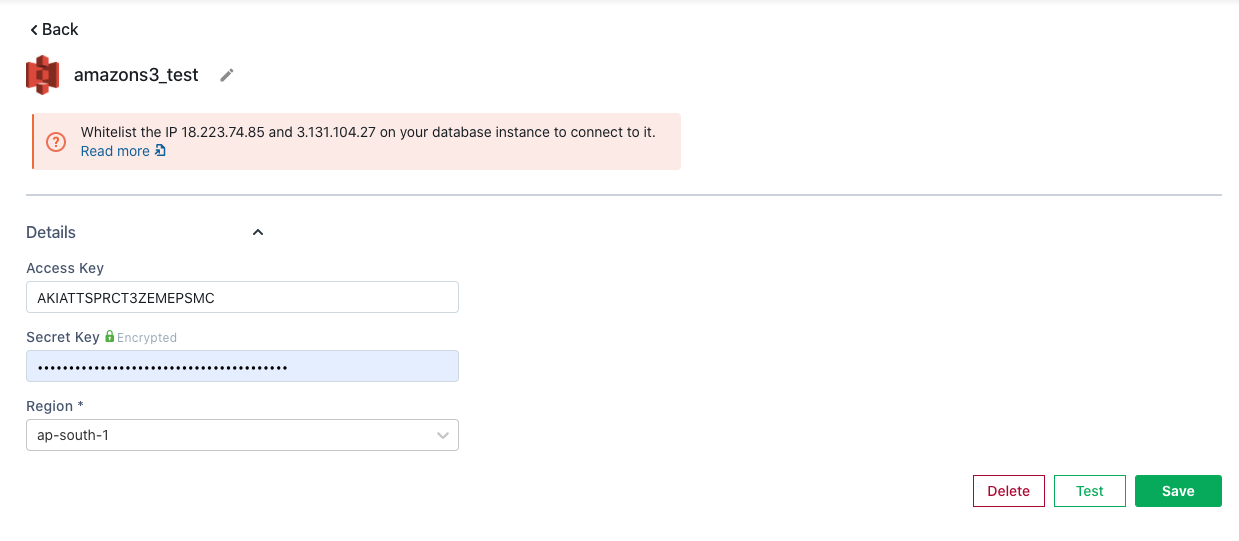 Back
amazons3_test
Whitelist the IP 18.223.74.85 and 3.131.104.27 on your database instance to connect to it.
Read more
Details
Access Key
AKIATTSPRCT3ZEMEPSMC
Secret Key Encrypted
••••••••••••••••••••••••••••••••••••••••
Region *
ap-south-1
Delete Test Save